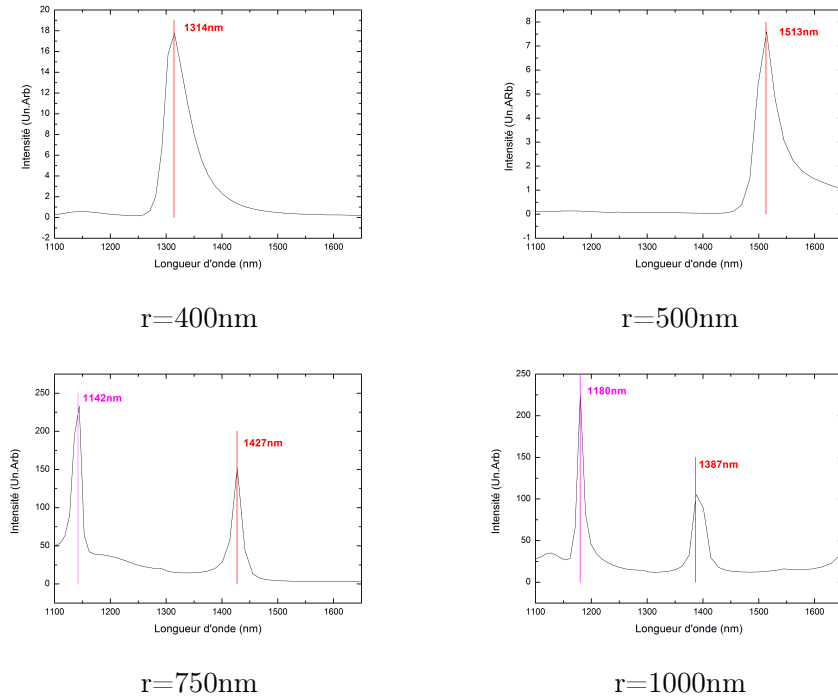 1314nm
Intensité (Un.Arb)
20
18
16
14
12
10
8
6
4
2
0
-2
1100 1200 1300 1400 1500 1600
Longueur d'onde (nm)
r=400nm
1513nm
Intensité (Un.ARb)
8
7
6
5
4
3
2
1
0
-1
1100 1200 1300 1400 1500 1600
Longueur d'onde (nm)
r=500nm
1142nm
1427nm
Intensité (Un.Arb)
250
200
150
100
50
0
1100 1200 1300 1400 1500 1600
Longueur d'onde (nm)
r=750nm
1180nm
1387nm
Intensité (Un.Arb)
250
200
150
100
50
0
1100 1200 1300 1400 1500 1600
Longueur d'onde (nm)
r=1000nm